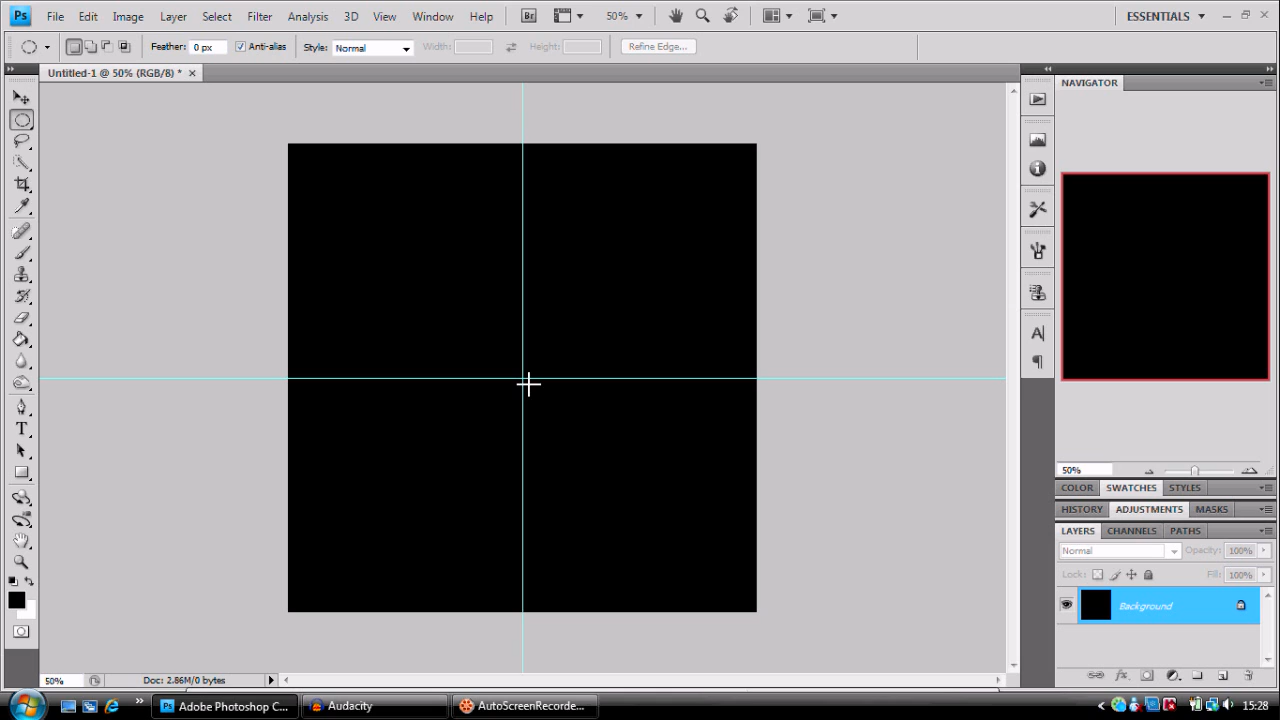 Ps File Edit Image Layer Select Filter Analysis 3D View Window Help Br 50% ESSENTIALS
Feather: 0 px Anti-alias Style: Normal Width: Height: Refine Edge...
Untitled-1 @ 50% (RGB/8) *
NAVIGATOR
A
T
50%
COLOR SWATCHES STYLES
HISTORY ADJUSTMENTS MASKS
LAYERS CHANNELS PATHS
Normal Opacity: 100%
Lock: Fill: 100%
Background
50% Doc: 2.86M/0 bytes
Ps Adobe Photoshop C... Audacity AutoScreenRecorde... 15:28